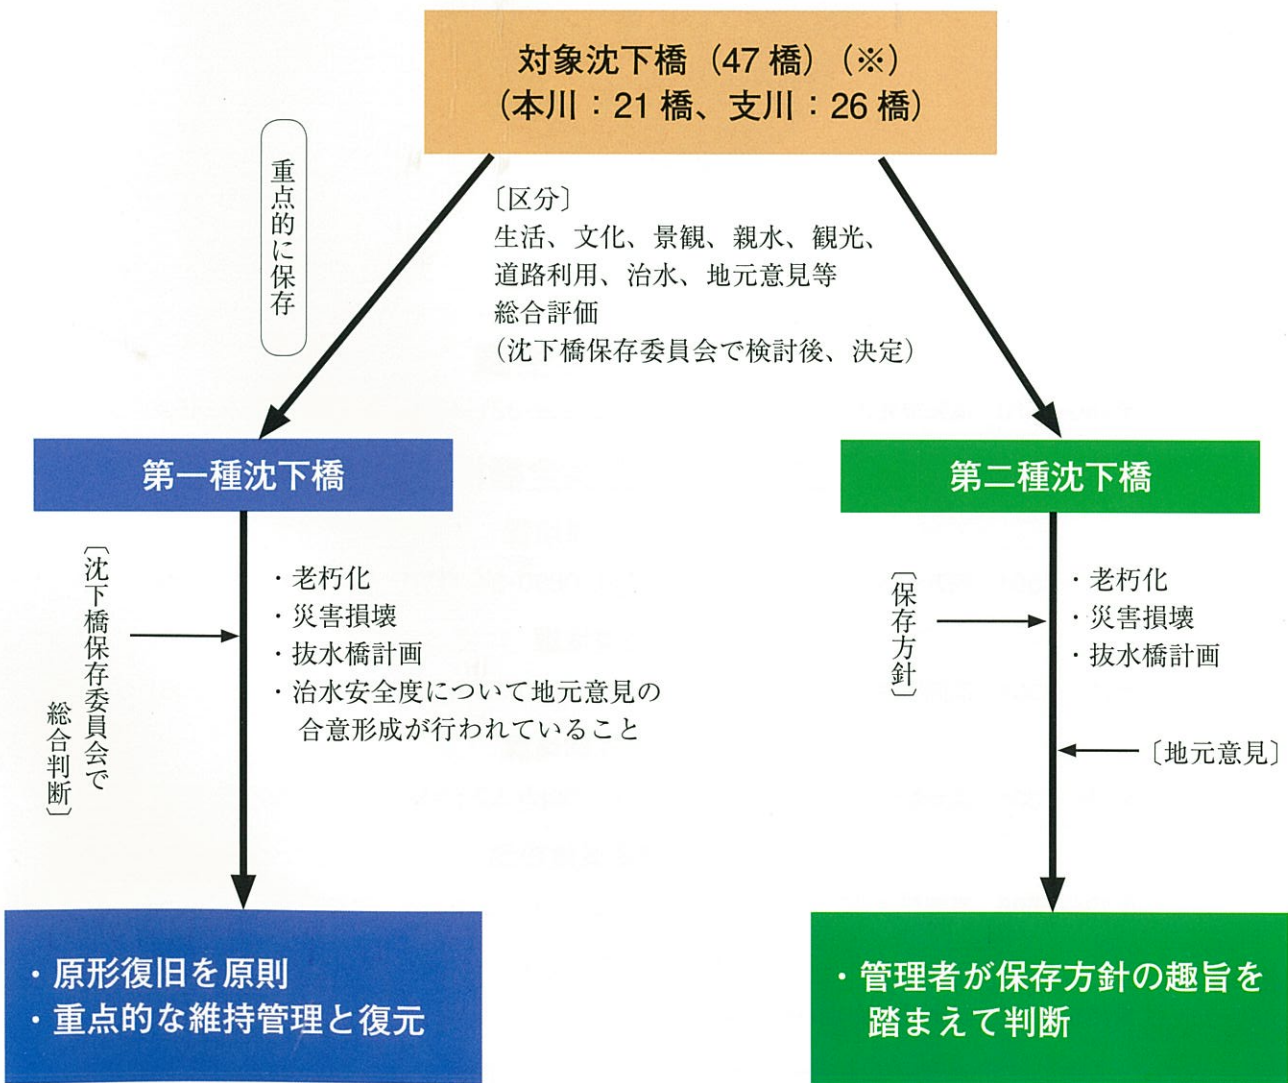 対象沈下橋（47橋）（※）
（本川：21橋、支川：26橋）
重点的に保存
〔区分〕
生活、文化、景観、親水、観光、
道路利用、治水、地元意見等
総合評価
（沈下橋保存委員会で検討後、決定）
第一種沈下橋
〔沈下橋保存委員会で
総合判断〕
・老朽化
・災害損壊
・抜水橋計画
・治水安全度について地元意見の
合意形成が行われていること
・原形復旧を原則
・重点的な維持管理と復元
第二種沈下橋
〔保存方針〕
・老朽化
・災害損壊
・抜水橋計画
〔地元意見〕
・管理者が保存方針の趣旨を
踏まえて判断